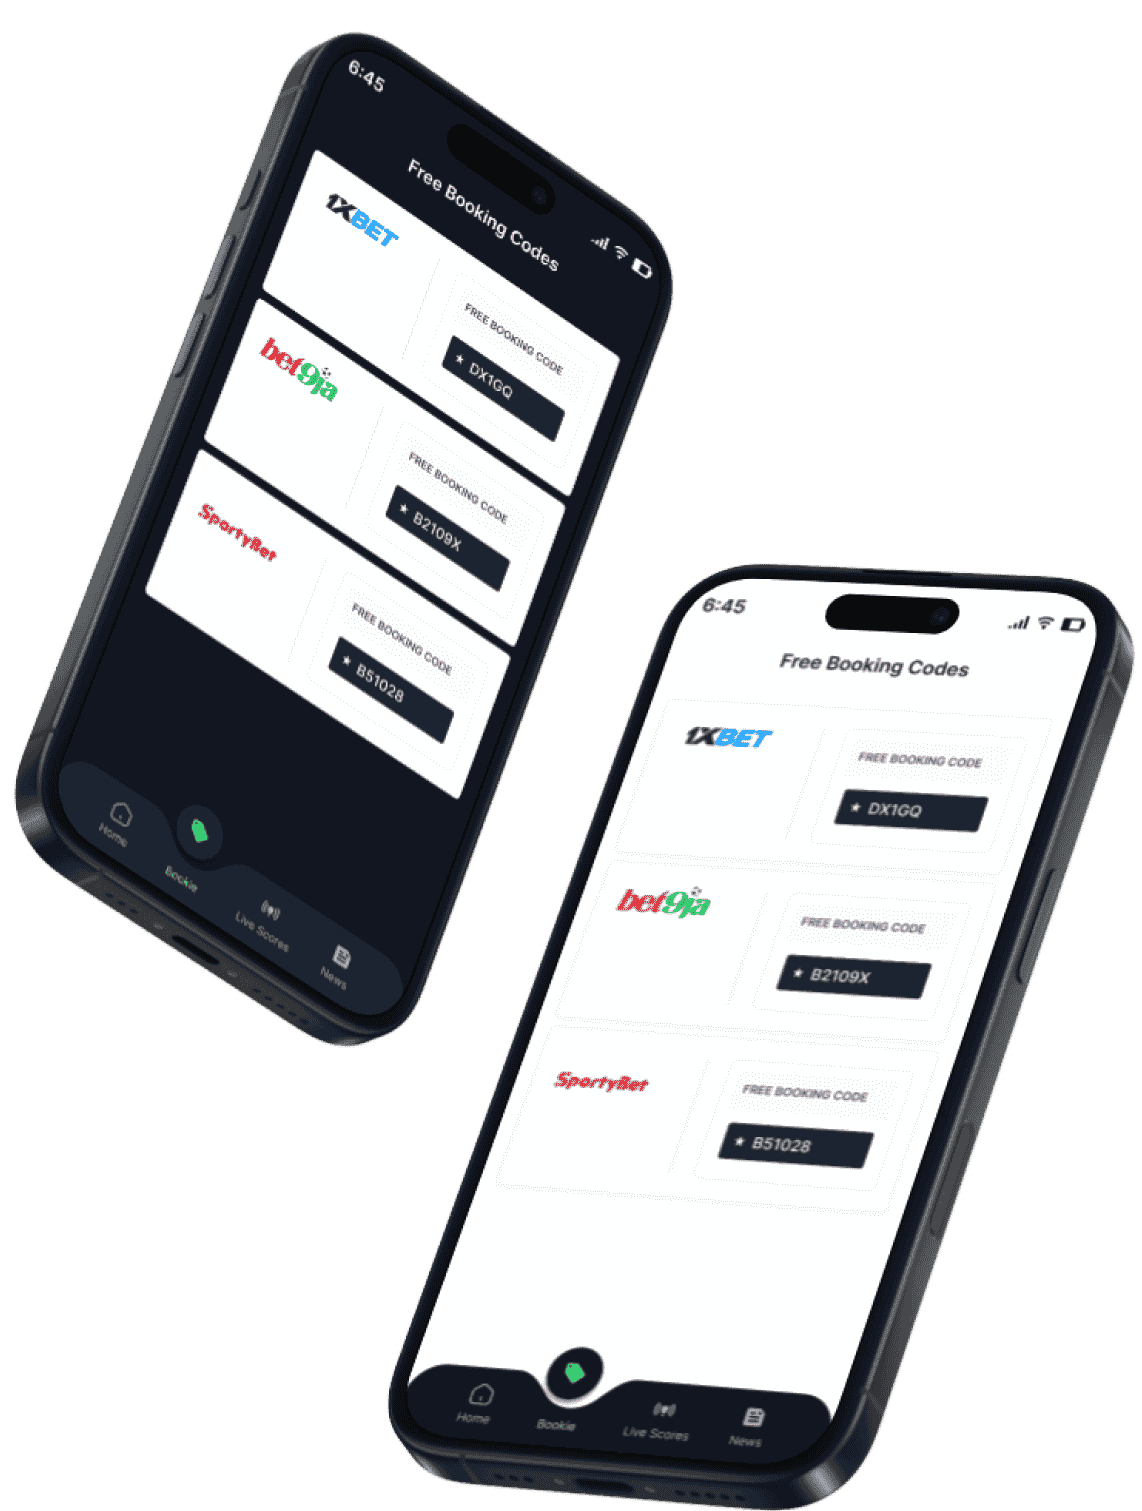 6:45
Free Booking Codes
1XBET
FREE BOOKING CODE
★ DX1GQ
bet9ja
FREE BOOKING CODE
★ B2109X
SportyBet
FREE BOOKING CODE
★ B51028
Home
Bookie
Live Scores
News
6:45
Free Booking Codes
1XBET
FREE BOOKING CODE
★ DX1GQ
bet9ja
FREE BOOKING CODE
★ B2109X
SportyBet
FREE BOOKING CODE
★ B51028
Home
Bookie
Live Scores
News